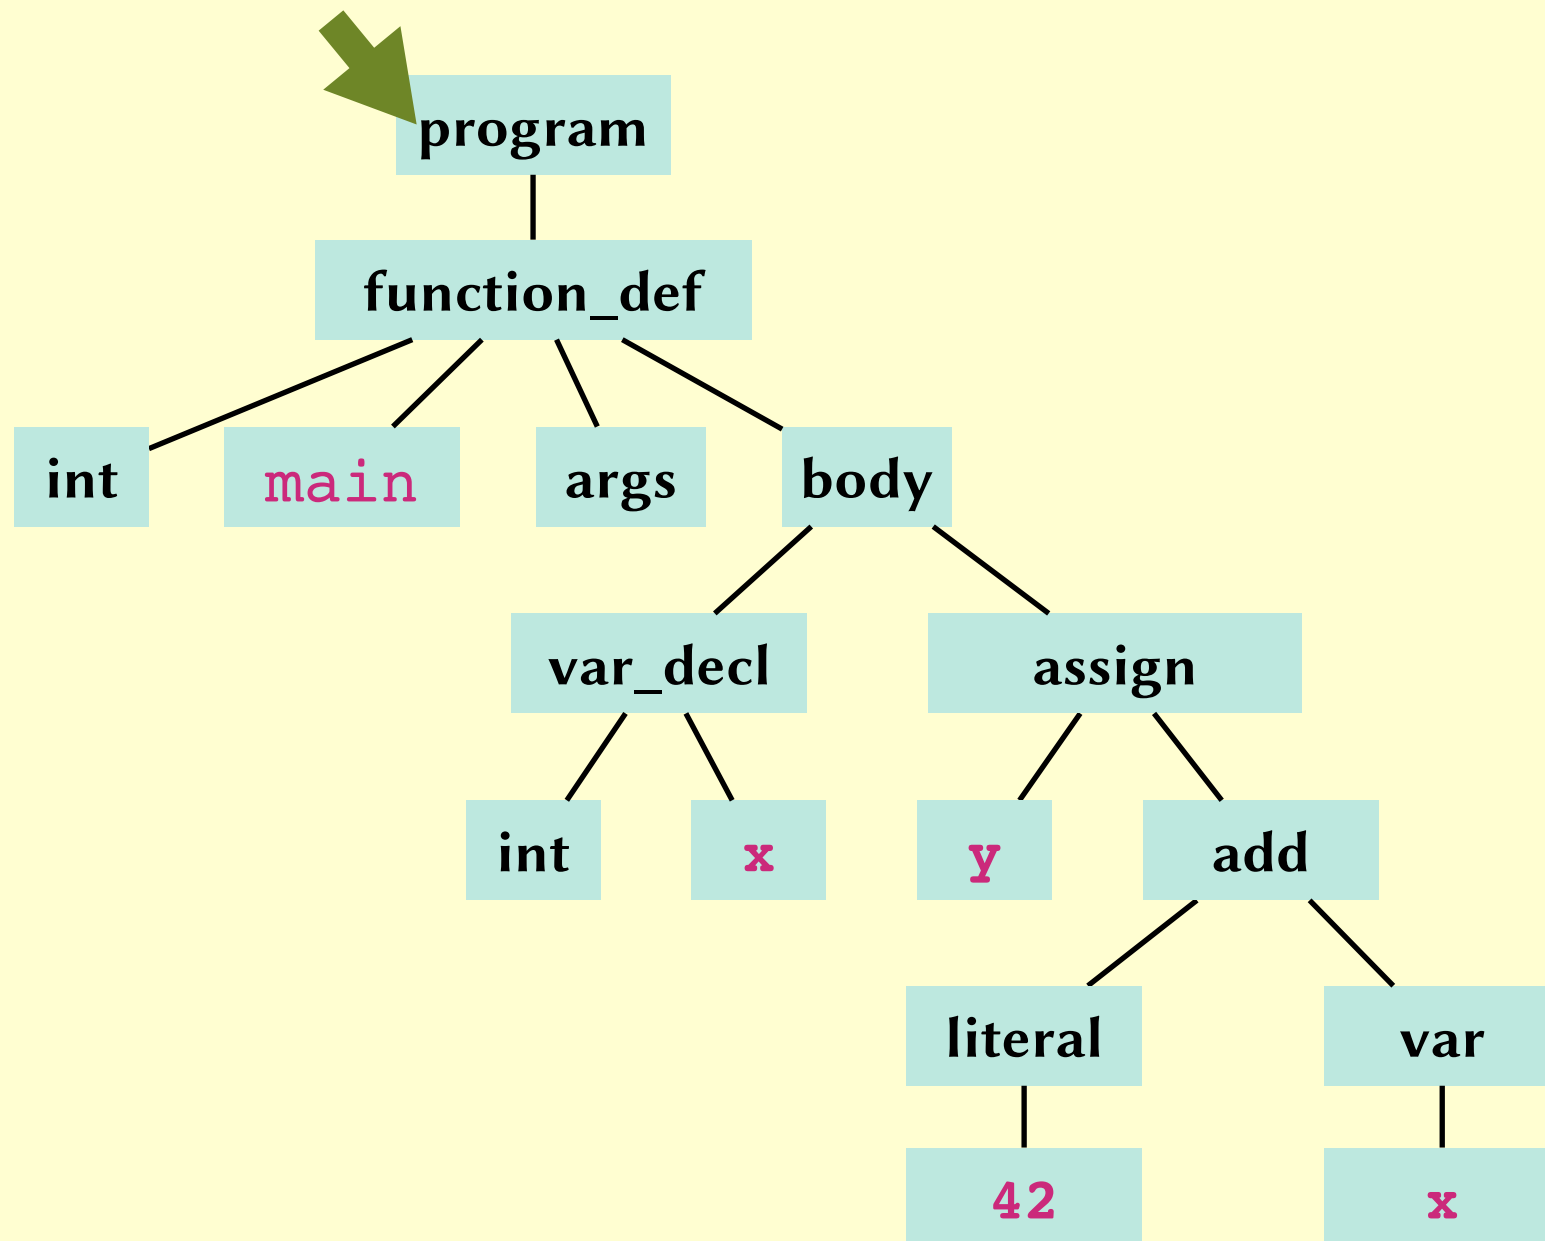 program
function_def
int main args body
var_decl assign
int x y add
literal var
42 x